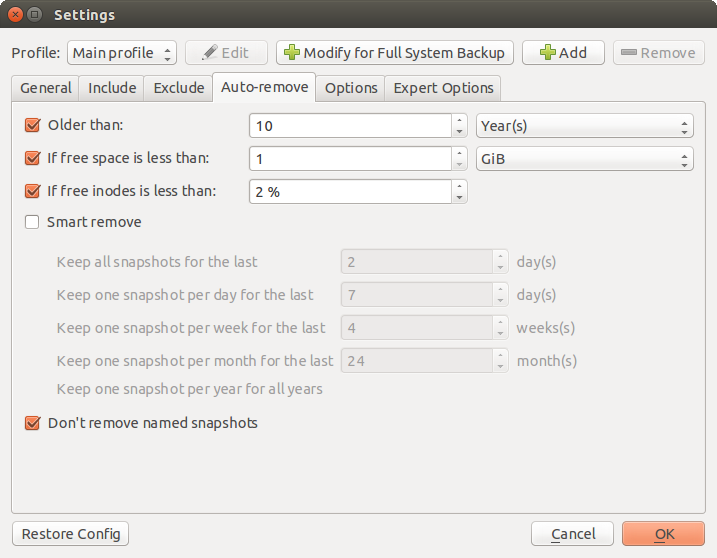 Settings
Profile: Main profile Edit Modify for Full System Backup Add Remove
General Include Exclude Auto-remove Options Expert Options
Older than: 10 Year(s)
If free space is less than: 1 GiB
If free inodes is less than: 2 %
Smart remove
Keep all snapshots for the last 2 day(s)
Keep one snapshot per day for the last 7 day(s)
Keep one snapshot per week for the last 4 weeks(s)
Keep one snapshot per month for the last 24 month(s)
Keep one snapshot per year for all years
Don't remove named snapshots
Restore Config Cancel OK